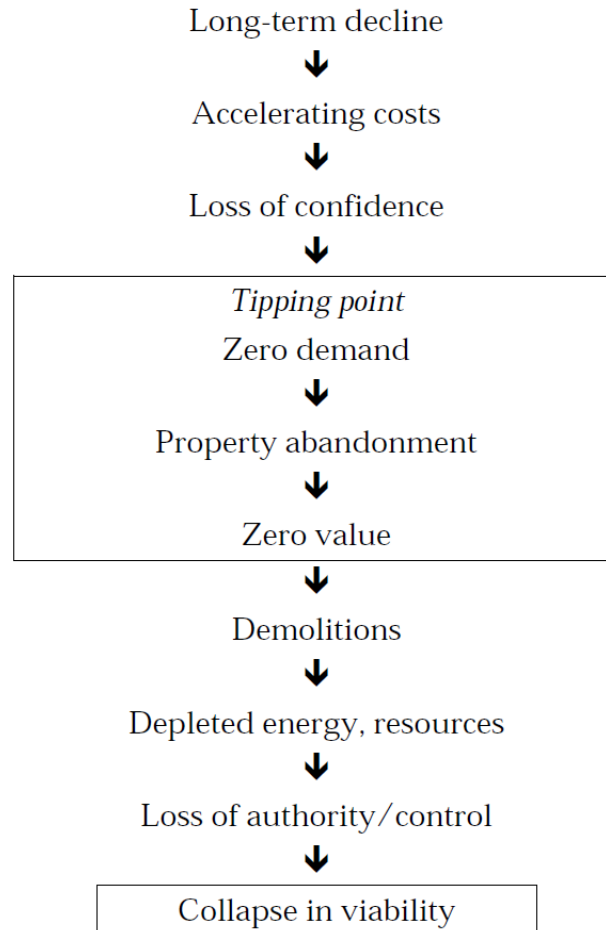 Long-term decline
Accelerating costs
Loss of confidence
Tipping point
Zero demand
Property abandonment
Zero value
Demolitions
Depleted energy, resources
Loss of authority/control
Collapse in viability